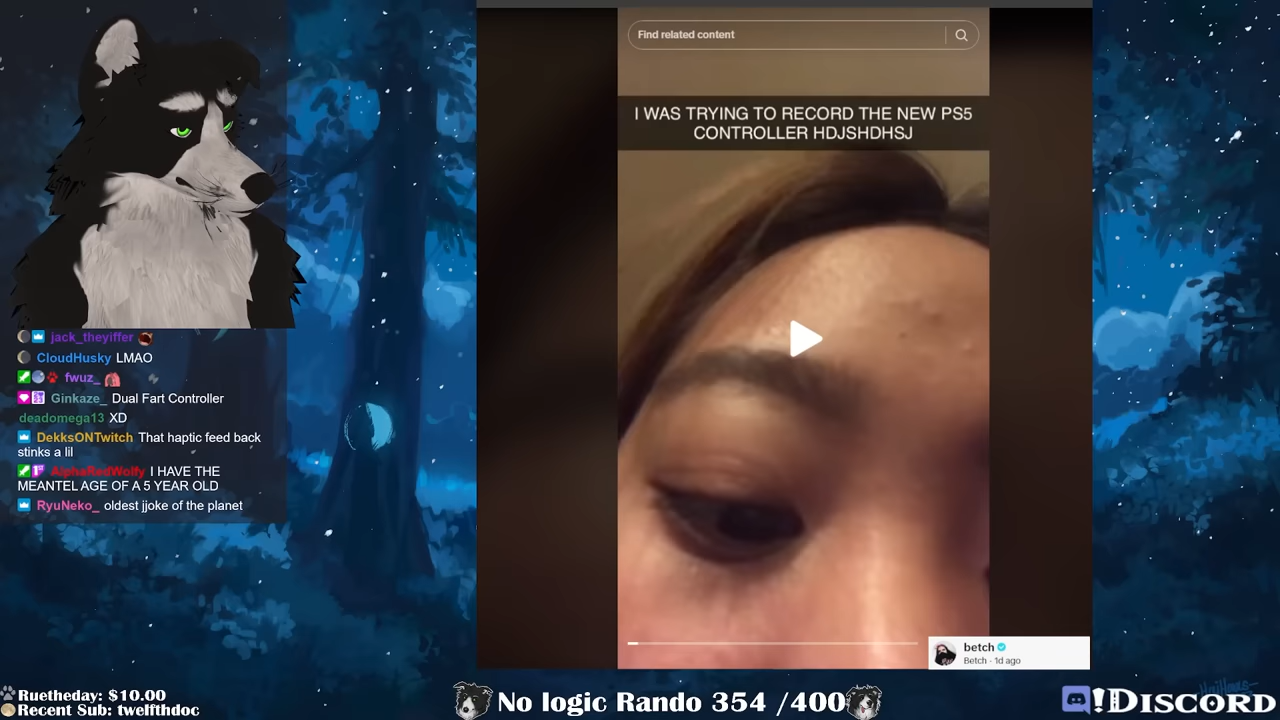 Find related content
I WAS TRYING TO RECORD THE NEW PS5
CONTROLLER HDJSHDHSJ
jack_theyiffer
CloudHusky LMAO
fwuz_
Ginkaze_ Dual Fart Controller
deadomega13 XD
DekksONTwitch That haptic feed back
stinks a lil
AlphaRedWolfy I HAVE THE
MEANTEL AGE OF A 5 YEAR OLD
RyuNeko_ oldest jjoke of the planet
betch
Betch · 1d ago
Ruetheday: $10.00
Recent Sub: twelfthdoc
No logic Rando 354 /400
!Discord